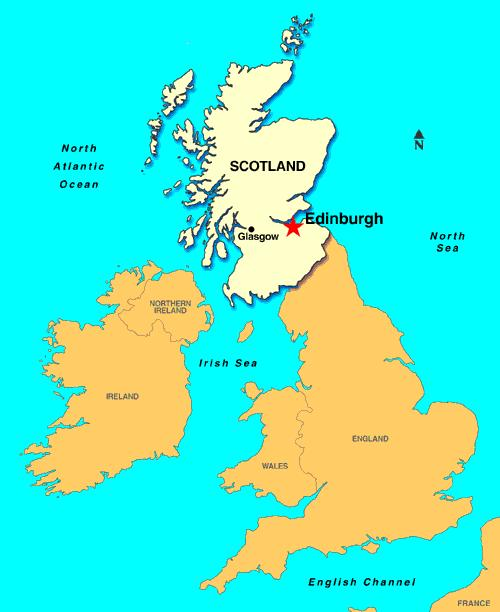 North
Atlantic
Ocean
N
SCOTLAND
Edinburgh
Glasgow
North
Sea
NORTHERN
IRELAND
Irish Sea
IRELAND
ENGLAND
WALES
English Channel
FRANCE